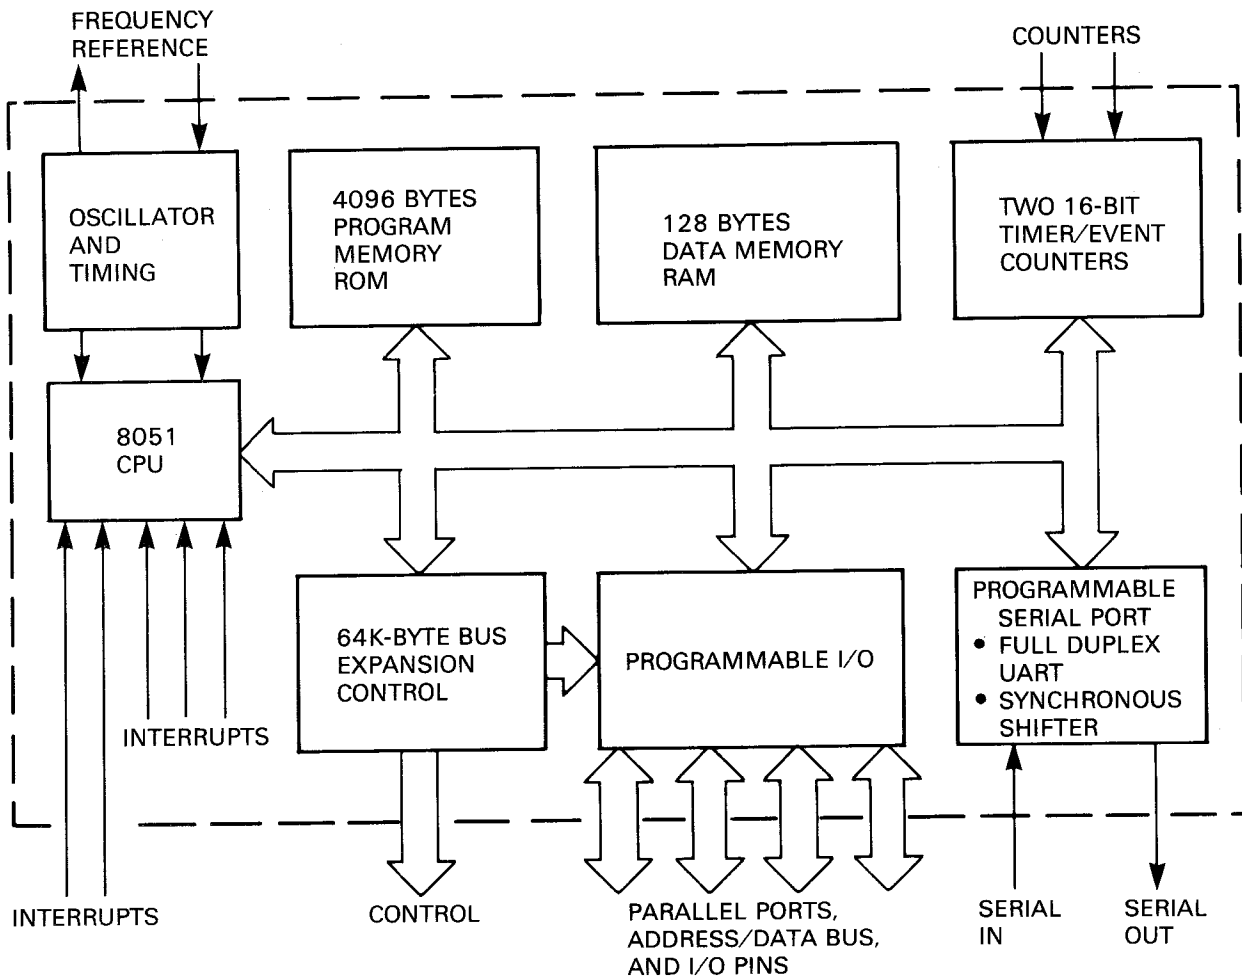 FREQUENCY
REFERENCE
COUNTERS
OSCILLATOR
AND
TIMING
4096 BYTES
PROGRAM
MEMORY
ROM
128 BYTES
DATA MEMORY
RAM
TWO 16-BIT
TIMER/EVENT
COUNTERS
8051
CPU
64K-BYTE BUS
EXPANSION
CONTROL
PROGRAMMABLE I/O
PROGRAMMABLE
SERIAL PORT
• FULL DUPLEX
UART
• SYNCHRONOUS
SHIFTER
INTERRUPTS
INTERRUPTS
CONTROL
PARALLEL PORTS,
ADDRESS/DATA BUS,
AND I/O PINS
SERIAL
IN
SERIAL
OUT